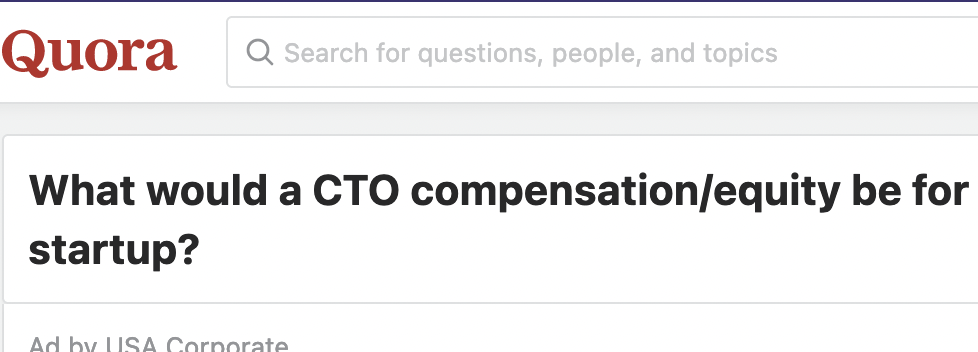 Quora
Search for questions, people, and topics
What would a CTO compensation/equity be for
startup?
Ad by USA Corporate